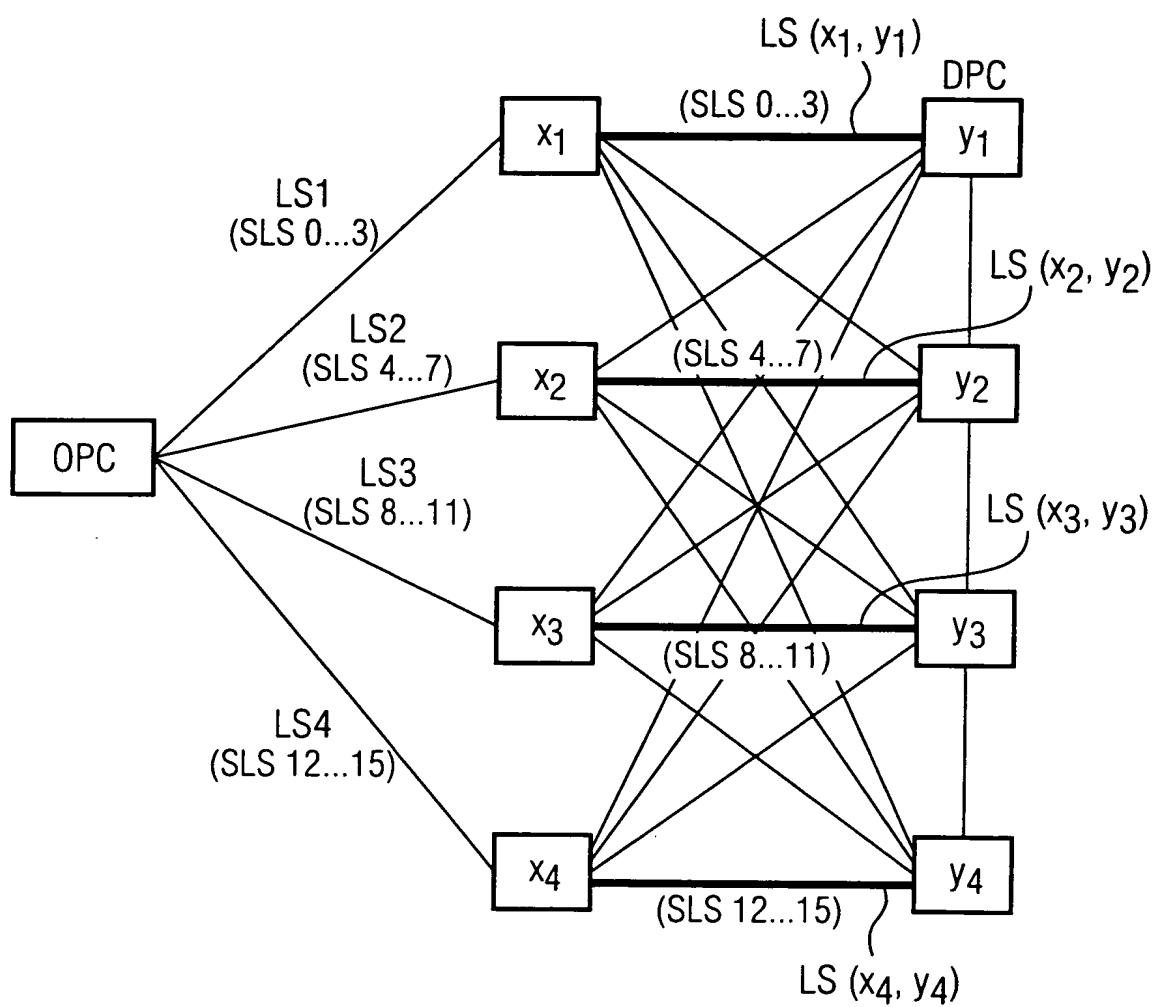 LS (x1, y1)
DPC
(SLS 0...3)
x1
y1
LS1
(SLS 0...3)
LS (x2, y2)
LS2
(SLS 4...7)
(SLS 4...7)
x2
y2
OPC
LS3
(SLS 8...11)
LS (x3, y3)
x3
y3
(SLS 8...11)
LS4
(SLS 12...15)
x4
y4
(SLS 12...15)
LS (x4, y4)